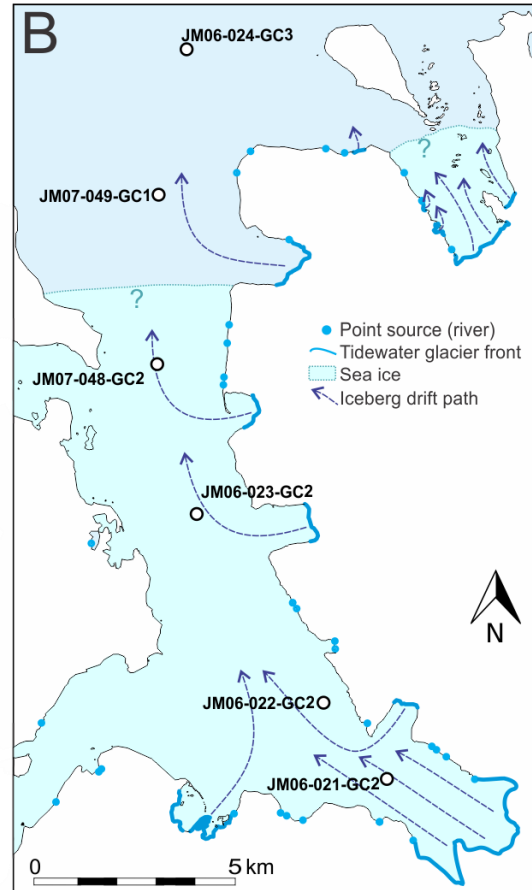 B
JM06-024-GC3
?
JM07-049-GC1
?
Point source (river)
Tidewater glacier front
Sea ice
Iceberg drift path
JM07-048-GC2
JM06-023-GC2
N
JM06-022-GC2
JM06-021-GC2
0 5 km